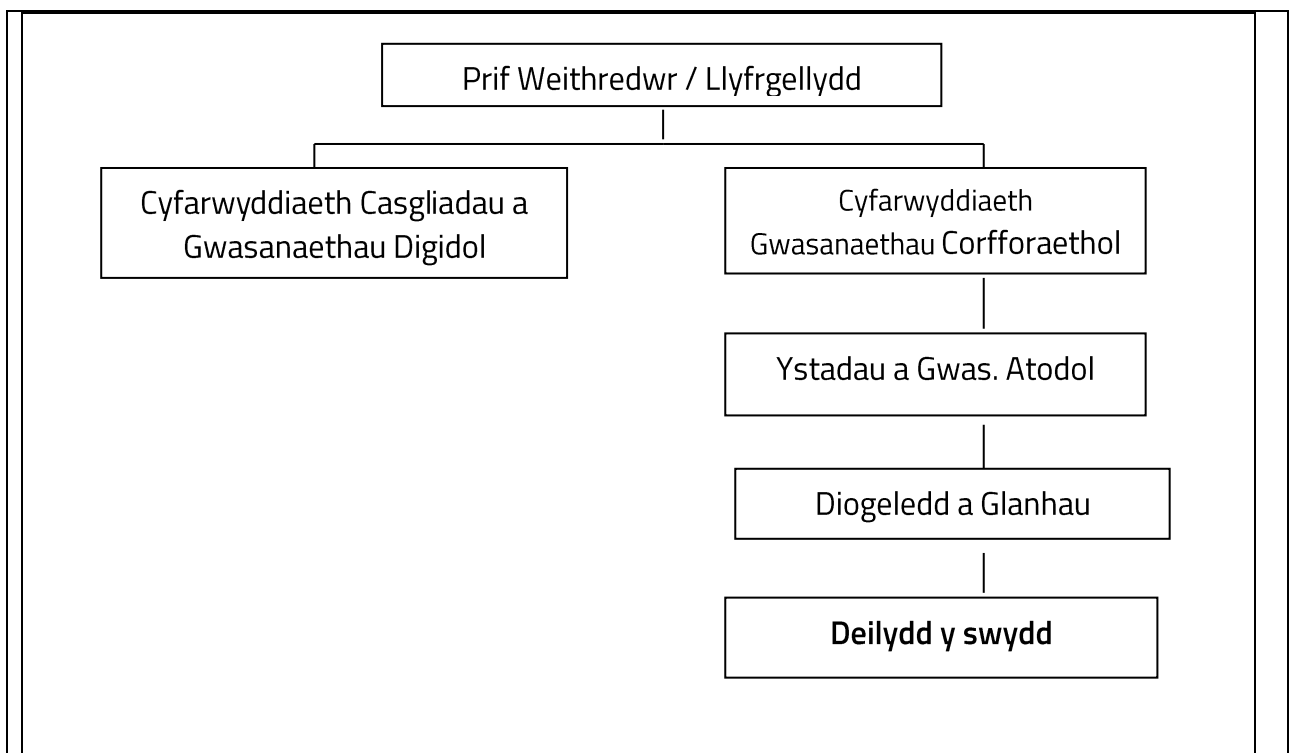 Prif Weithredwr / Llyfrgellydd
Cyfarwyddiaeth Casgliadau a
Gwasanaethau Digidol
Cyfarwyddiaeth
Gwasanaethau Corfforaethol
Ystadau a Gwas. Atodol
Diogeledd a Glanhau
Deilydd y swydd